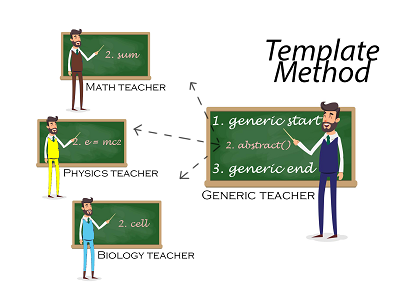 Template
Method
2. sum
Math teacher
2. e = mc2
Physics teacher
2. cell
Biology teacher
1. generic start
2. abstract()
3. generic end
Generic teacher